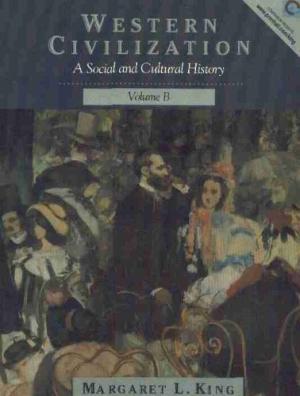 WESTERN
CIVILIZATION
A Social and Cultural History
Volume B
MARGARET L. KING